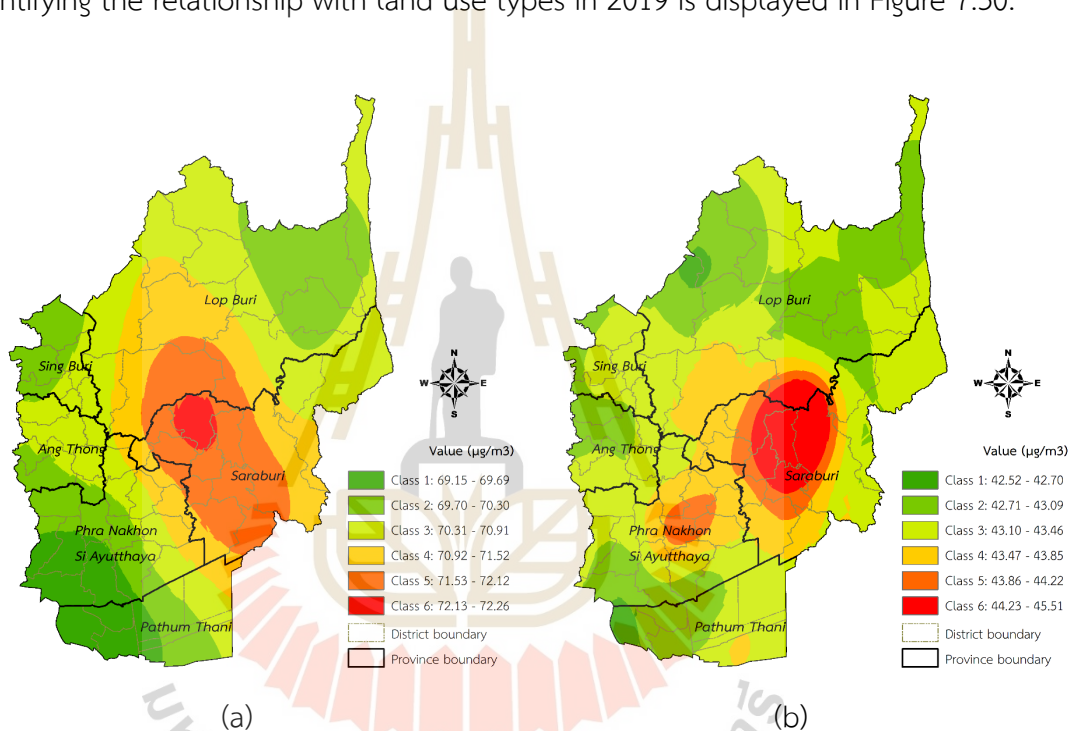 ntifying the relationship with land use types in 2019 is displayed in Figure 7.50.
Lop Buri
Sing Buri
Ang Thong
Saraburi
Phra Nakhon
Si Ayutthaya
Pathum Thani
N
W E
S
Value (µg/m3)
Class 1: 69.15 - 69.69
Class 2: 69.70 - 70.30
Class 3: 70.31 - 70.91
Class 4: 70.92 - 71.52
Class 5: 71.53 - 72.12
Class 6: 72.13 - 72.26
District boundary
Province boundary
(a)
Lop Buri
Sing Buri
Ang Thong
Saraburi
Phra Nakhon
Si Ayutthaya
Pathum Thani
N
W E
S
Value (µg/m3)
Class 1: 42.52 - 42.70
Class 2: 42.71 - 43.09
Class 3: 43.10 - 43.46
Class 4: 43.47 - 43.85
Class 5: 43.86 - 44.22
Class 6: 44.23 - 45.51
District boundary
Province boundary
(b)